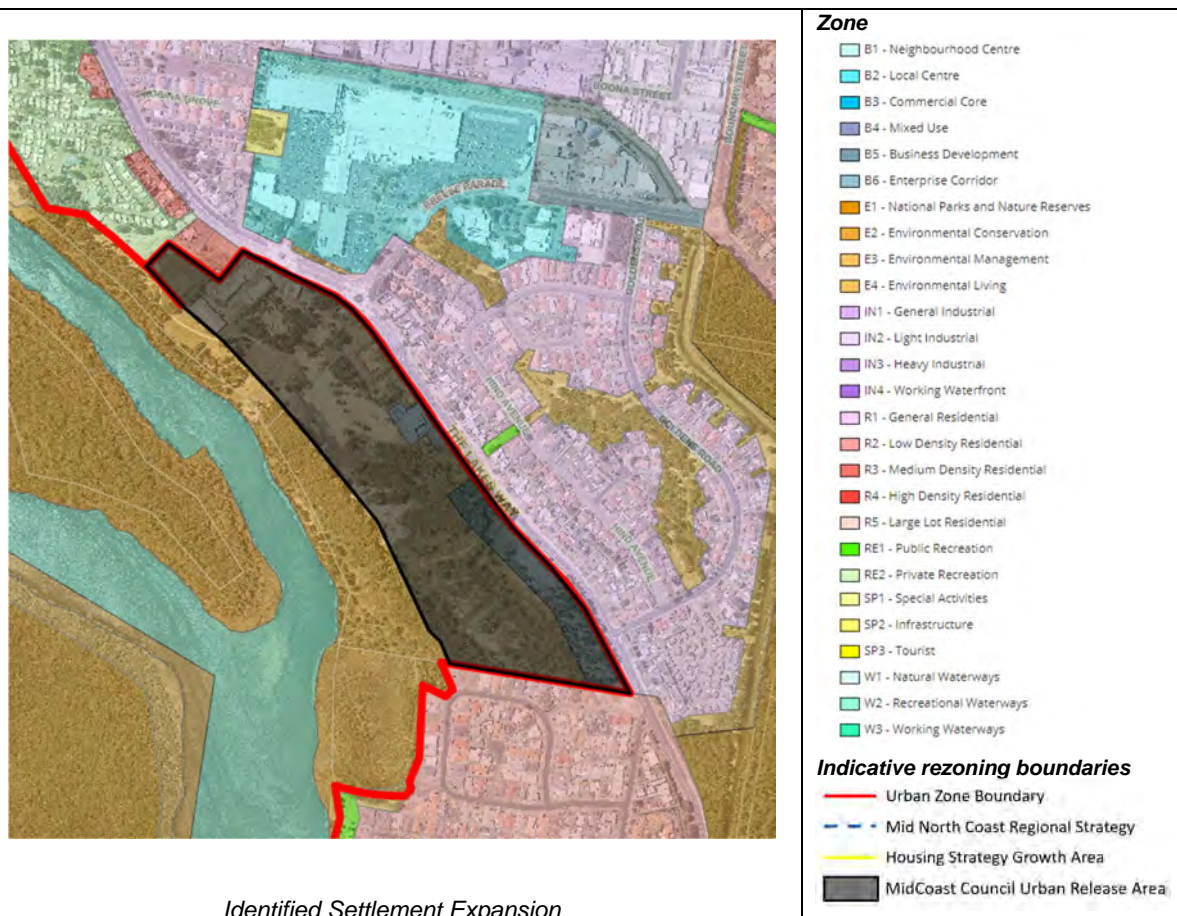 BOONA STREET
BOUNDARY STREET
BREESE PARADE
THE LAKES WAY
HIND AVENUE
HIND AVENUE
Identified Settlement Expansion
Zone
B1 - Neighbourhood Centre
B2 - Local Centre
B3 - Commercial Core
B4 - Mixed Use
B5 - Business Development
B6 - Enterprise Corridor
E1 - National Parks and Nature Reserves
E2 - Environmental Conservation
E3 - Environmental Management
E4 - Environmental Living
IN1 - General Industrial
IN2 - Light Industrial
IN3 - Heavy Industrial
IN4 - Working Waterfront
R1 - General Residential
R2 - Low Density Residential
R3 - Medium Density Residential
R4 - High Density Residential
R5 - Large Lot Residential
RE1 - Public Recreation
RE2 - Private Recreation
SP1 - Special Activities
SP2 - Infrastructure
SP3 - Tourist
W1 - Natural Waterways
W2 - Recreational Waterways
W3 - Working Waterways
Indicative rezoning boundaries
Urban Zone Boundary
Mid North Coast Regional Strategy
Housing Strategy Growth Area
MidCoast Council Urban Release Area